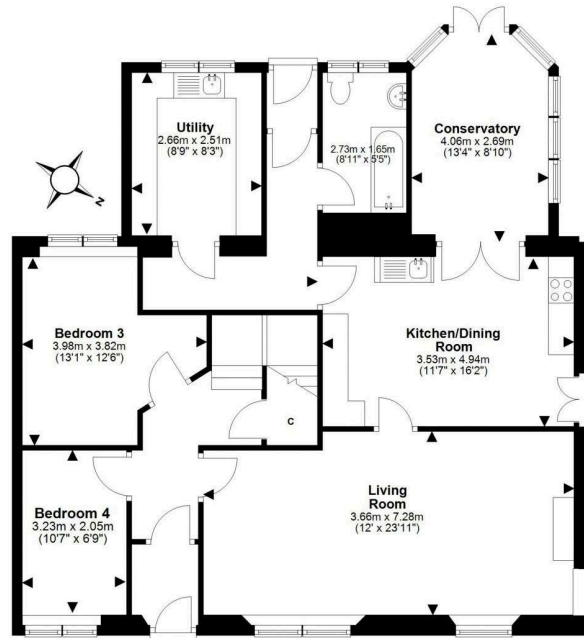 Utility
2.66m x 2.51m
(8'9" x 8'3")
2.73m x 1.65m
(8'11" x 5'5")
Conservatory
4.06m x 2.69m
(13'4" x 8'10")
N
Bedroom 3
3.98m x 3.82m
(13'1" x 12'6")
Kitchen/Dining
Room
3.53m x 4.94m
(11'7" x 16'2")
C
Living
Room
3.66m x 7.28m
(12' x 23'11")
Bedroom 4
3.23m x 2.05m
(10'7" x 6'9")